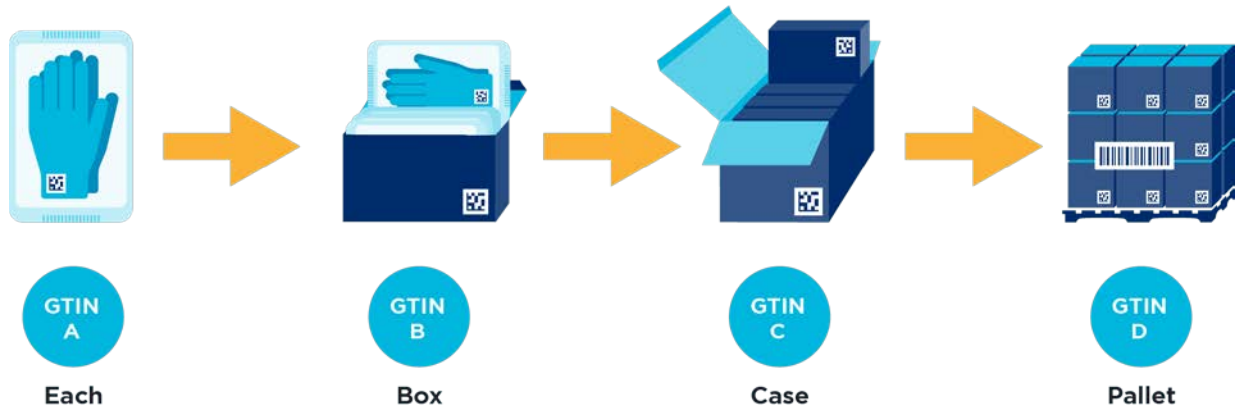 GTIN
A
GTIN
B
GTIN
C
GTIN
D
Each
Box
Case
Pallet